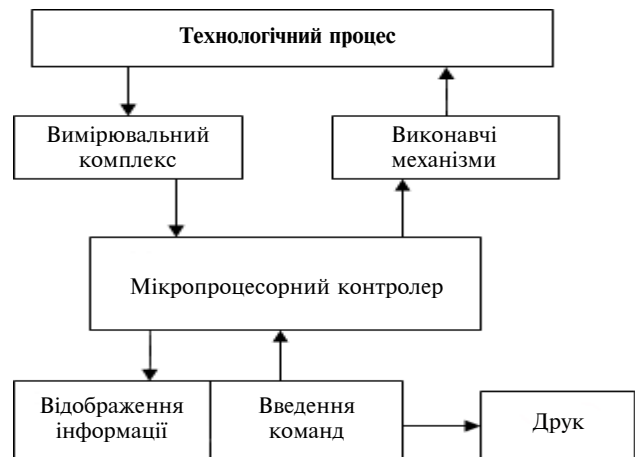 Технологічний процес
Вимірювальний
комплекс
Виконавчі
механізми
Мікропроцесорний контролер
Відображення
інформації
Введення
команд
Друк